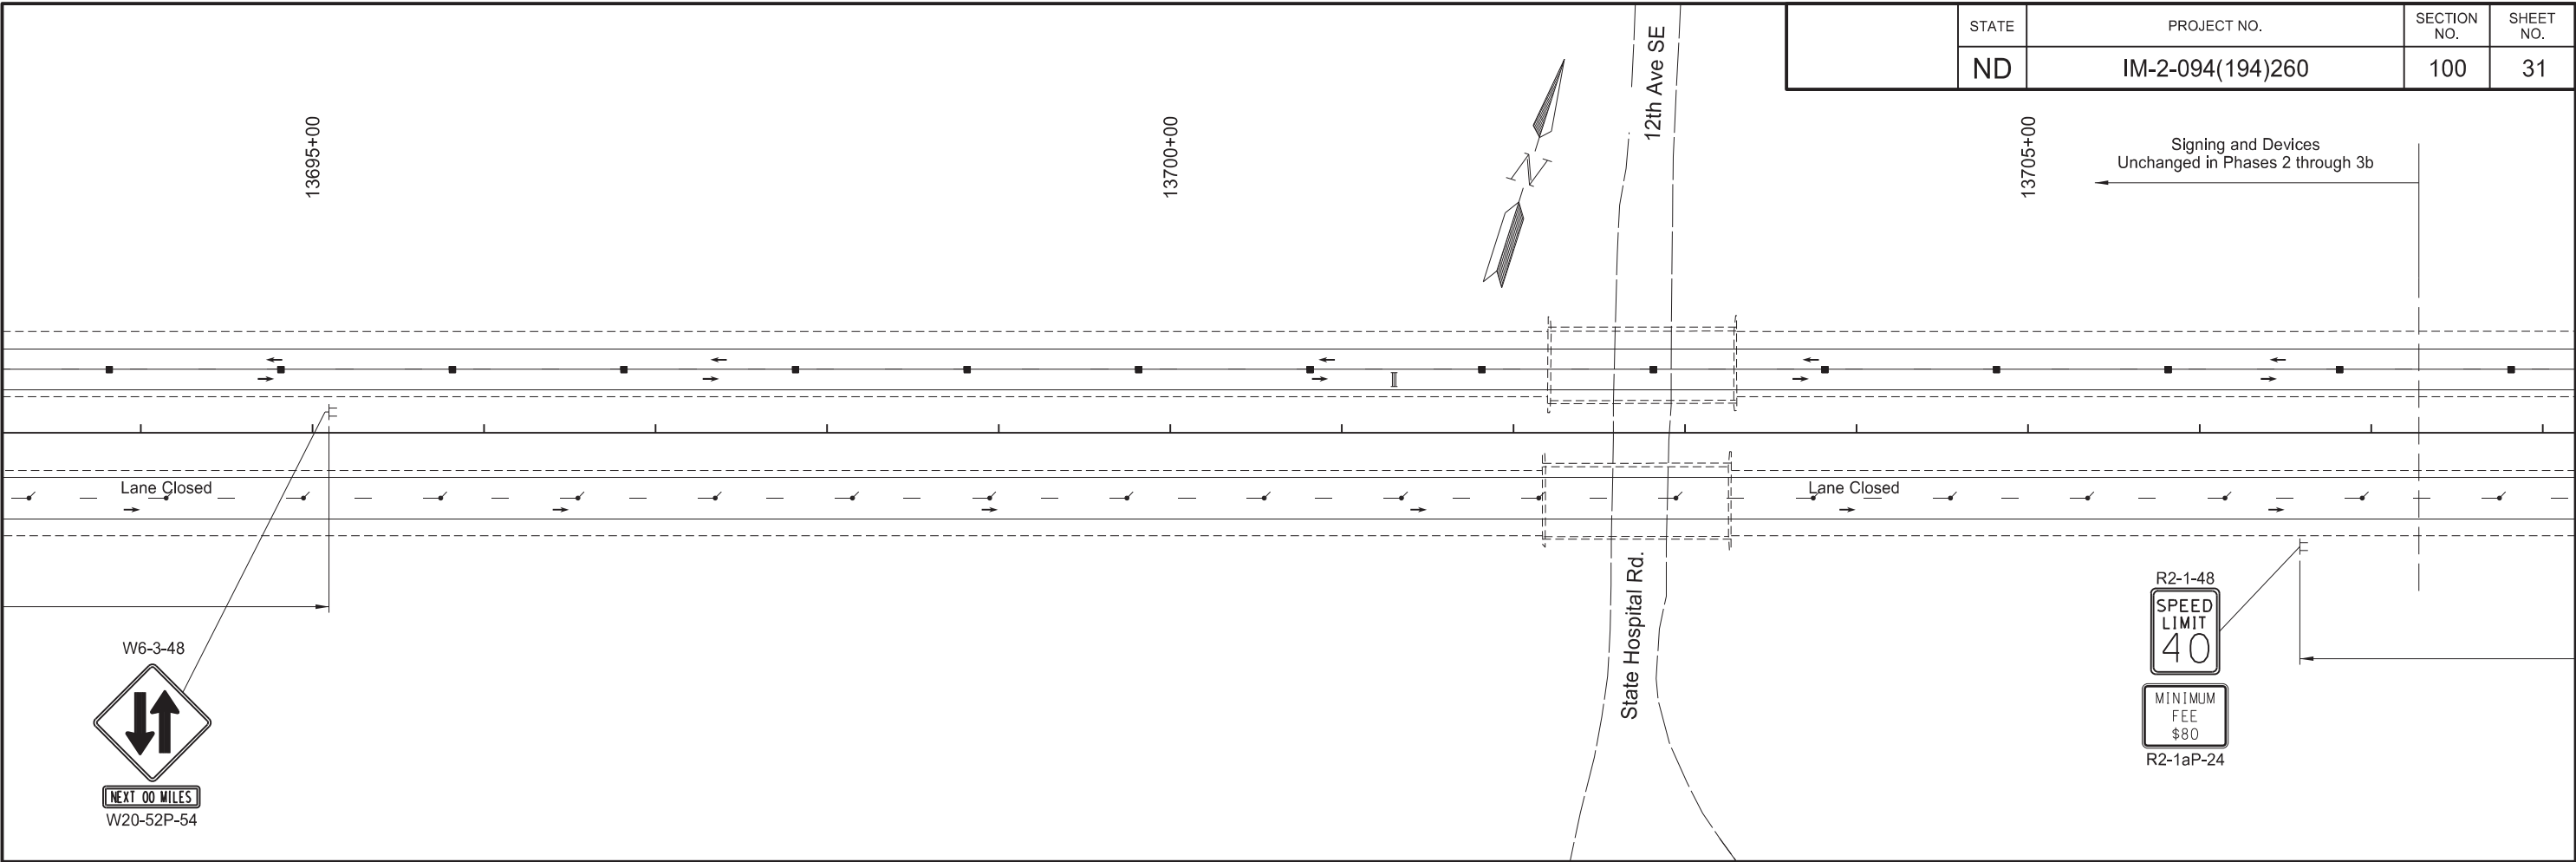 STATE
PROJECT NO.
SECTION
NO.
SHEET
NO.
ND
IM-2-094(194)260
100
31
13695+00
13700+00
N
12th Ave SE
13705+00
Signing and Devices
Unchanged in Phases 2 through 3b
Lane Closed
Lane Closed
State Hospital Rd.
W6-3-48
NEXT 00 MILES
W20-52P-54
R2-1-48
SPEED
LIMIT
40
MINIMUM
FEE
$80
R2-1aP-24